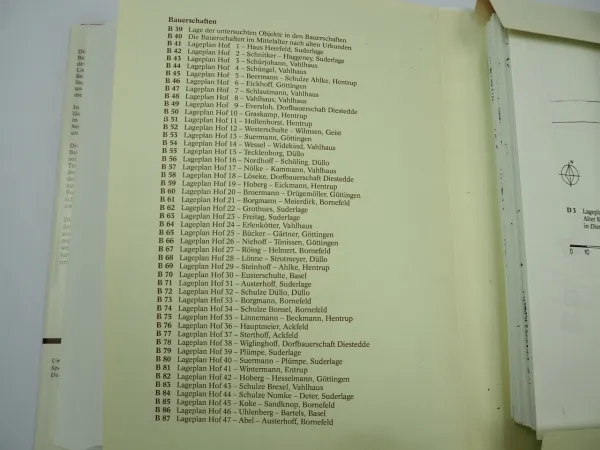 Bauerschaften
B 39 Lage der untersuchten Objekte in den Bauerschaften
B 40 Die Bauerschaften im Mittelalter nach alten Urkunden
B 41 Lageplan Hof 1 – Haus Heerfeld, Suderlage
B 42 Lageplan Hof 2 – Schnitker – Haggeney, Suderlage
B 43 Lageplan Hof 3 – Schürjohann, Vahlhaus
B 44 Lageplan Hof 4 – Schüngel, Vahlhaus
B 45 Lageplan Hof 5 – Beermann – Schulze Ahlke, Hentrup
B 46 Lageplan Hof 6 – Eickhoff, Göttingen
B 47 Lageplan Hof 7 – Schlautmann, Vahlhaus
B 48 Lageplan Hof 8 – Vahlhaus, Vahlhaus
B 49 Lageplan Hof 9 – Eversloh, Dorfbauerschaft Diestedde
B 50 Lageplan Hof 10 – Graskamp, Hentrup
B 51 Lageplan Hof 11 – Hollenhorst, Hentrup
B 52 Lageplan Hof 12 – Westerschulte – Wilmsen, Geist
B 53 Lageplan Hof 13 – Suermann, Göttingen
B 54 Lageplan Hof 14 – Wessel – Widekind, Vahlhaus
B 55 Lageplan Hof 15 – Tecklenborg, Düllo
B 56 Lageplan Hof 16 – Nordhoff – Schöling, Düllo
B 57 Lageplan Hof 17 – Nölke – Kammann, Vahlhaus
B 58 Lageplan Hof 18 – Löseke, Dorfbauerschaft Diestedde
B 59 Lageplan Hof 19 – Hoberg – Eickmann, Hentrup
B 60 Lageplan Hof 20 – Broermann – Drügemöller, Göttingen
B 61 Lageplan Hof 21 – Borgmann – Meierdirk, Bornefeld
B 62 Lageplan Hof 22 – Grothues, Suderlage
B 63 Lageplan Hof 23 – Freitag, Suderlage
B 64 Lageplan Hof 24 – Erlenkötter, Vahlhaus
B 65 Lageplan Hof 25 – Bücker – Gärtner, Göttingen
B 66 Lageplan Hof 26 – Niehoff – Tönissen, Göttingen
B 67 Lageplan Hof 27 – Röing – Helmert, Bornefeld
B 68 Lageplan Hof 28 – Lönne – Strotmeyer, Düllo
B 69 Lageplan Hof 29 – Steinhoff – Ahlke, Hentrup
B 70 Lageplan Hof 30 – Eusterschulte, Basel
B 71 Lageplan Hof 31 – Austerhoff, Suderlage
B 72 Lageplan Hof 32 – Schulze Düllo, Düllo
B 73 Lageplan Hof 33 – Borgmann, Bornefeld
B 74 Lageplan Hof 34 – Schulze Bonsel, Bornefeld
B 75 Lageplan Hof 35 – Linnemann – Beckmann, Hentrup
B 76 Lageplan Hof 36 – Hauptmeier, Ackfeld
B 77 Lageplan Hof 37 – Sterthoff, Ackfeld
B 78 Lageplan Hof 38 – Wiglinghoff, Dorfbauerschaft Diestedde
B 79 Lageplan Hof 39 – Plümpe, Suderlage
B 80 Lageplan Hof 40 – Suermann – Plümpe, Suderlage
B 81 Lageplan Hof 41 – Wintermann, Entrup
B 82 Lageplan Hof 42 – Hoberg – Hesselmann, Göttingen
B 83 Lageplan Hof 43 – Schulze Brexel, Vahlhaus
B 84 Lageplan Hof 44 – Schulze Nomke – Deter, Suderlage
B 85 Lageplan Hof 45 – Koke – Sandknop, Bornefeld
B 86 Lageplan Hof 46 – Uhlenberg – Bartels, Basel
B 87 Lageplan Hof 47 – Abel – Austerhoff, Bornefeld
D 3 Lageplan
Alter K
in Die
0 10